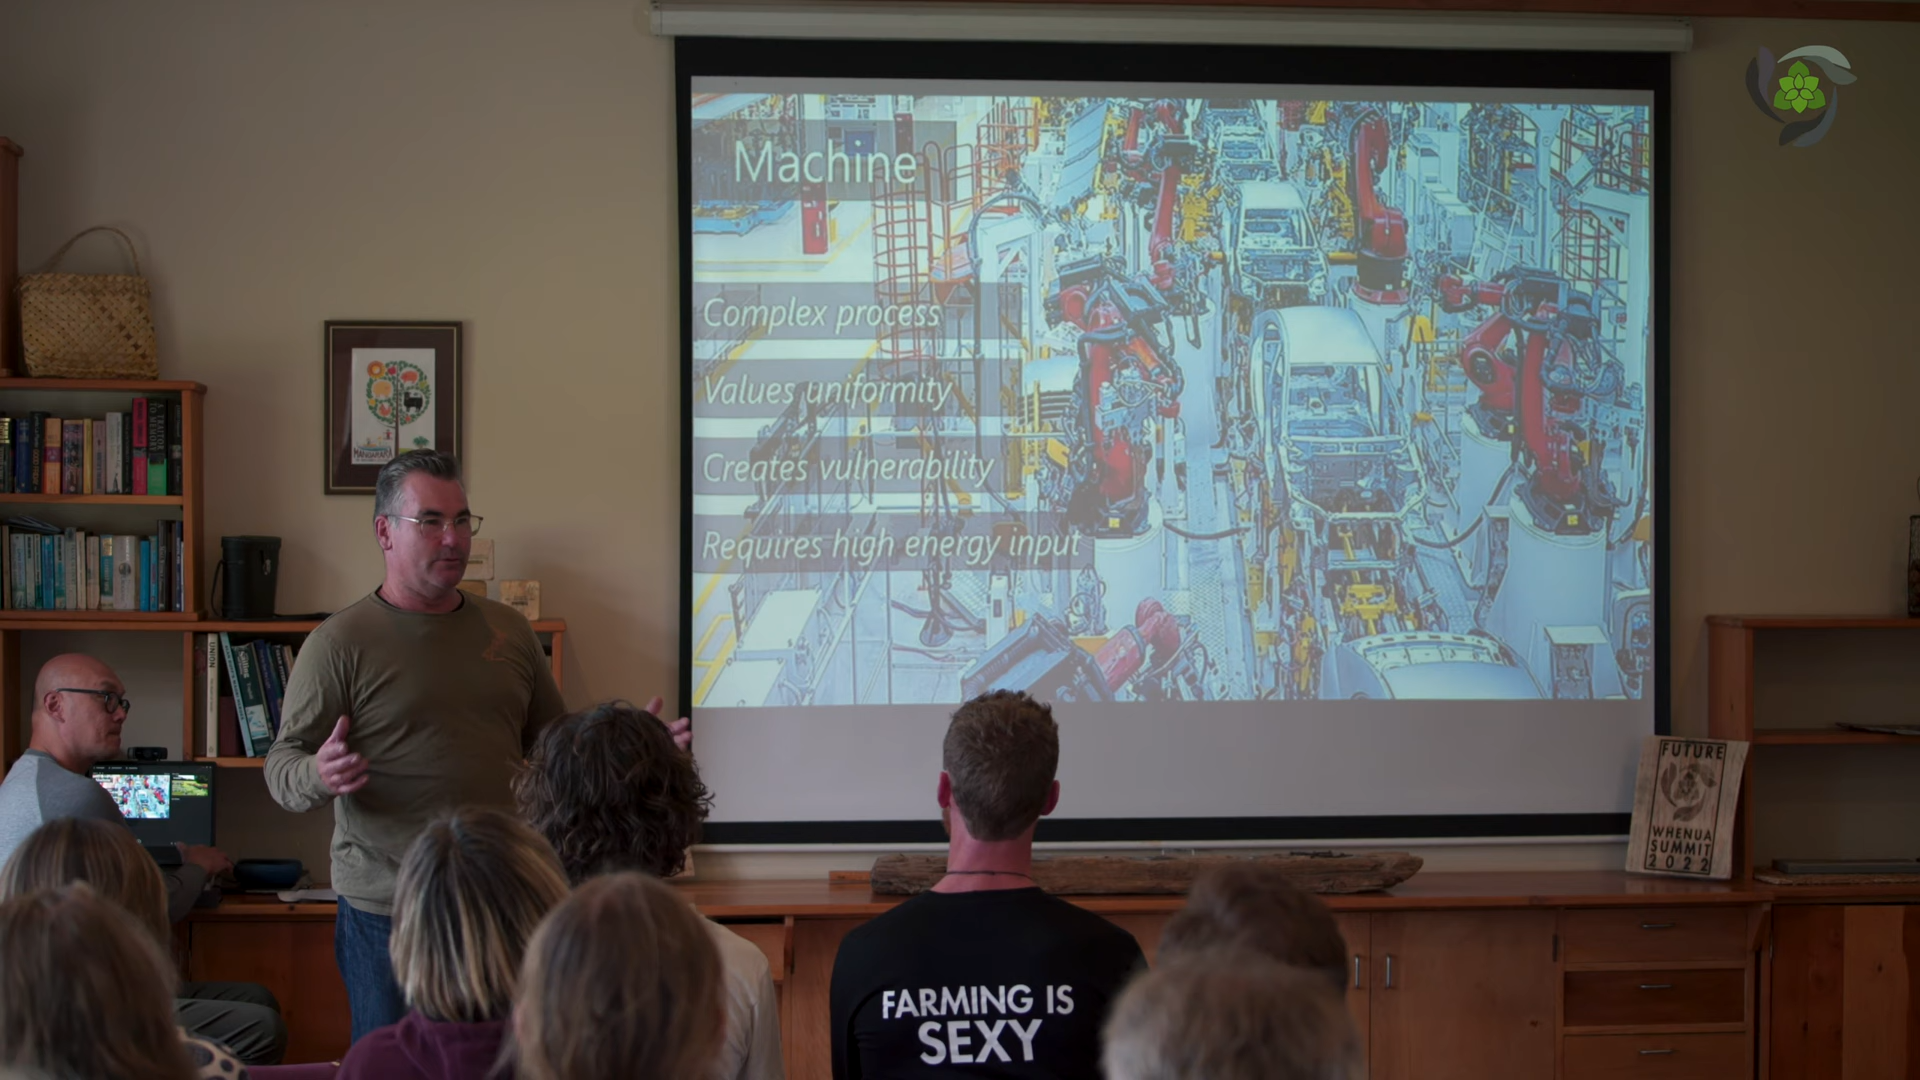 Machine
Complex process
Values uniformity
Creates vulnerability
Requires high energy input
FUTURE
WHENUA
SUMMIT
2022
FARMING IS
SEXY